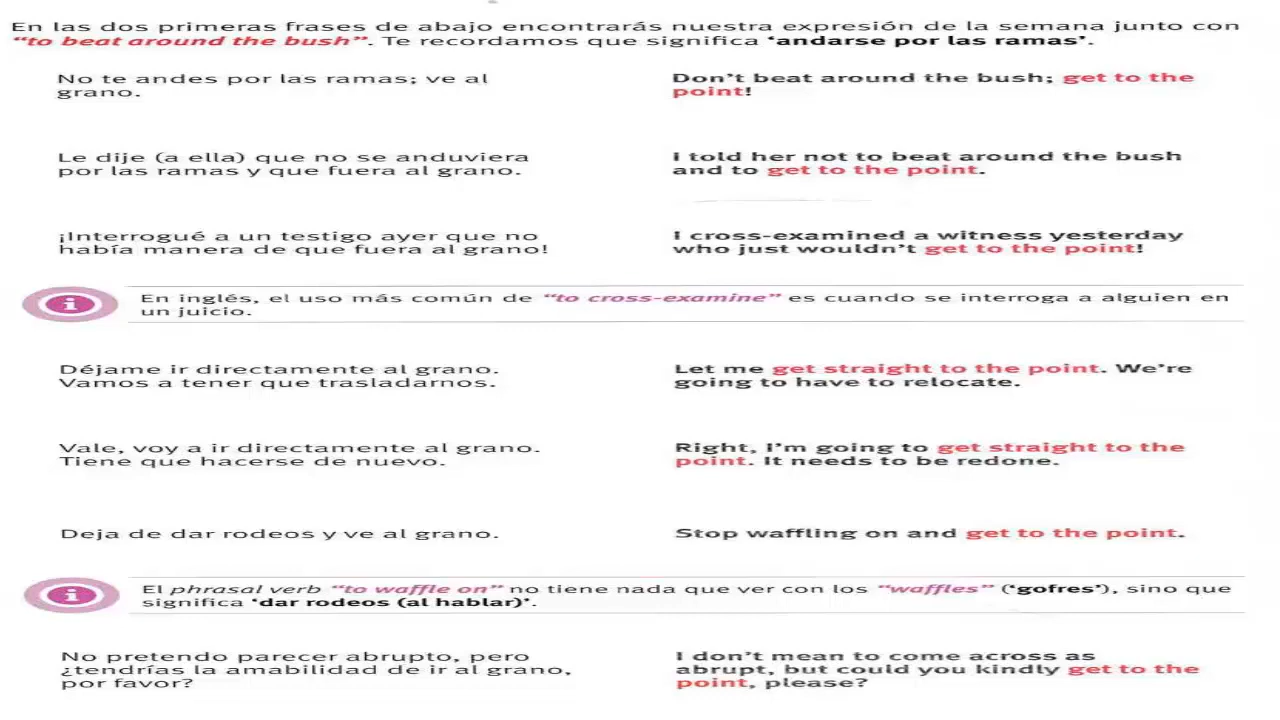 En las dos primeras frases de abajo encontrarás nuestra expresión de la semana junto con
“to beat around the bush”. Te recordamos que significa ‘andarse por las ramas’.
No te andes por las ramas; ve al
grano.
Don’t beat around the bush; get to the
point!
Le dije (a ella) que no se anduviera
por las ramas y que fuera al grano.
I told her not to beat around the bush
and to get to the point.
¡Interrogué a un testigo ayer que no
había manera de que fuera al grano!
I cross-examined a witness yesterday
who just wouldn’t get to the point!
i
En inglés, el uso más común de “to cross-examine” es cuando se interroga a alguien en
un juicio.
Déjame ir directamente al grano.
Vamos a tener que trasladarnos.
Let me get straight to the point. We’re
going to have to relocate.
Vale, voy a ir directamente al grano.
Tiene que hacerse de nuevo.
Right, I’m going to get straight to the
point. It needs to be redone.
Deja de dar rodeos y ve al grano.
Stop waffling on and get to the point.
i
El phrasal verb “to waffle on” no tiene nada que ver con los “waffles” (‘gofres’), sino que
significa ‘dar rodeos (al hablar)’.
No pretendo parecer abrupto, pero
¿tendrías la amabilidad de ir al grano,
por favor?
I don’t mean to come across as
abrupt, but could you kindly get to the
point, please?